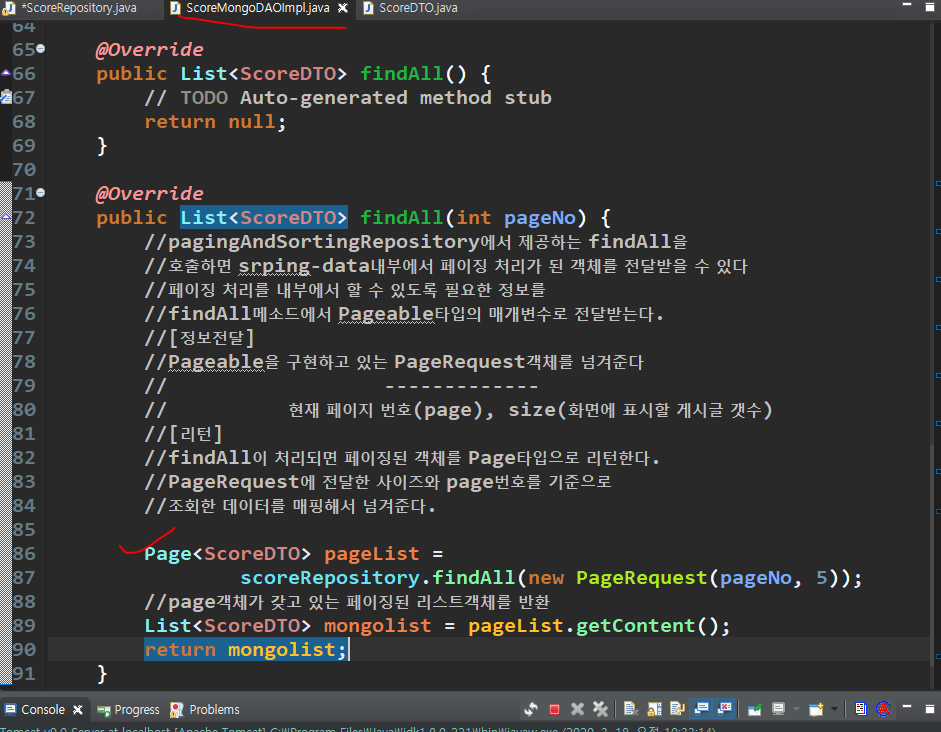 *ScoreRepository.java ScoreMongoDAOImpl.java ScoreDTO.java
64
65 @Override
66 public List<ScoreDTO> findAll() {
67 // TODO Auto-generated method stub
68 return null;
69 }
70
71 @Override
72 public List<ScoreDTO> findAll(int pageNo) {
73 //pagingAndSortingRepository에서 제공하는 findAll을
74 //호출하면 srping-data내부에서 페이징 처리가 된 객체를 전달받을 수 있다
75 //페이징 처리를 내부에서 할 수 있도록 필요한 정보를
76 //findAll메소드에서 Pageable타입의 매개변수로 전달받는다.
77 //[정보전달]
78 //Pageable을 구현하고 있는 PageRequest객체를 넘겨준다
79 // -------------
80 // 현재 페이지 번호(page), size(화면에 표시할 게시글 갯수)
81 //[리턴]
82 //findAll이 처리되면 페이징된 객체를 Page타입으로 리턴한다.
83 //PageRequest에 전달한 사이즈와 page번호를 기준으로
84 //조회한 데이터를 매핑해서 넘겨준다.
85
86 Page<ScoreDTO> pageList =
87 scoreRepository.findAll(new PageRequest(pageNo, 5));
88 //page객체가 갖고 있는 페이징된 리스트객체를 반환
89 List<ScoreDTO> mongolist = pageList.getContent();
90 return mongolist;
91 }
Console Progress Problems